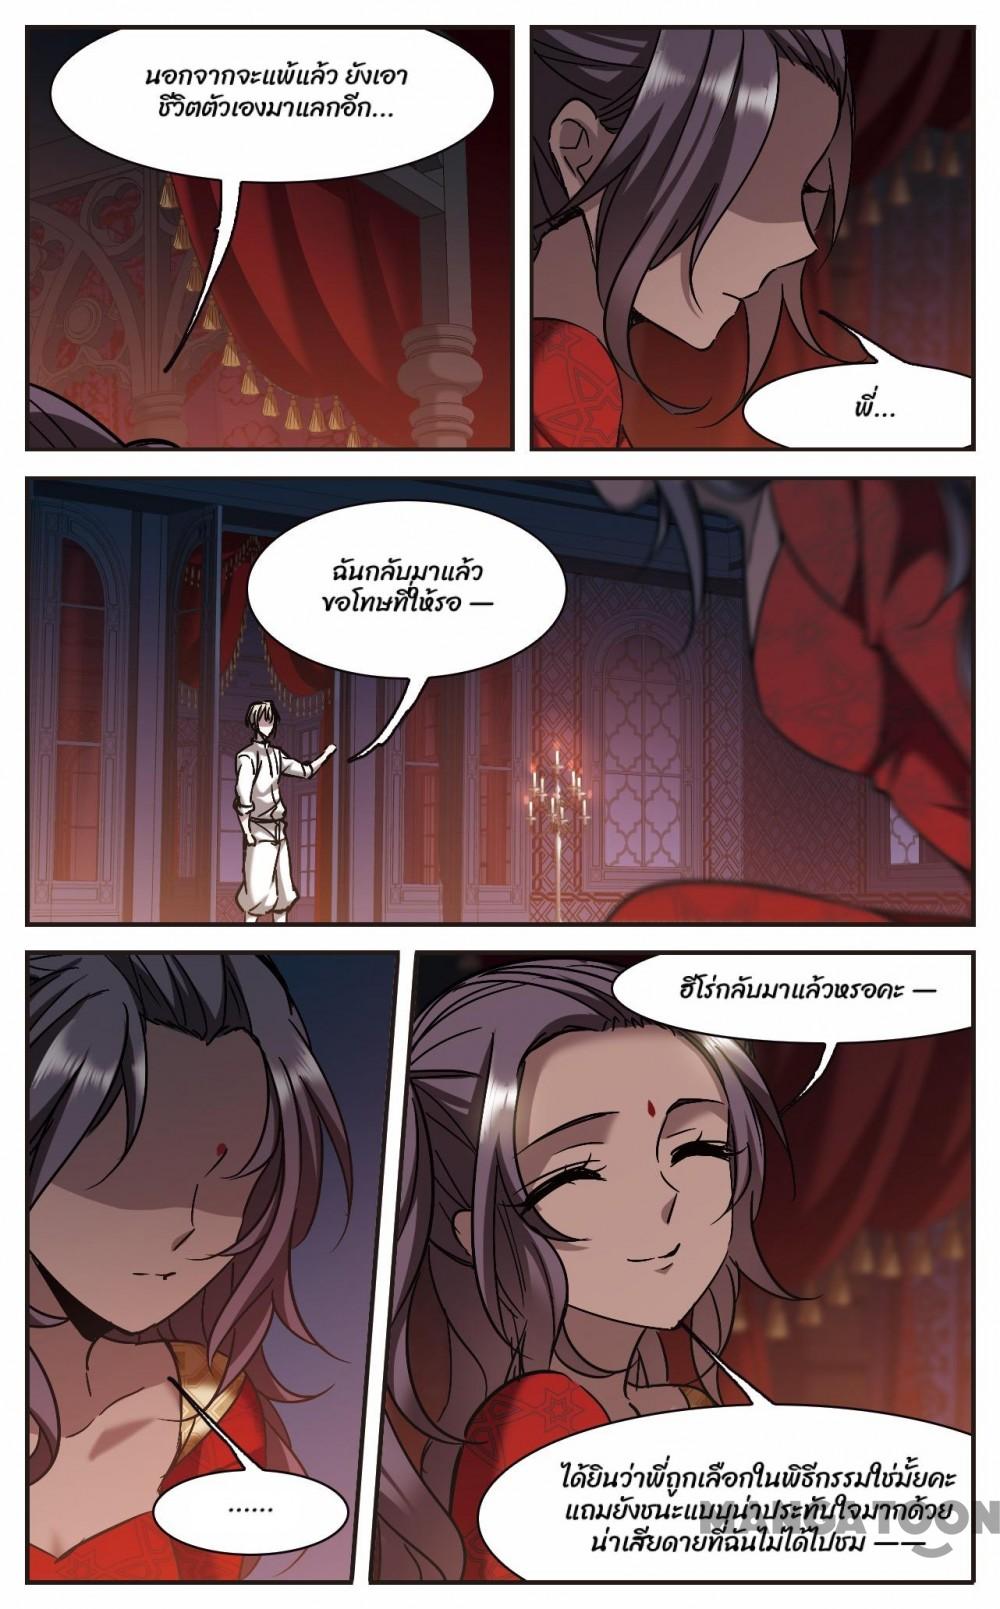 นอกจากจะแพ้แล้ว ยังเอา
ชีวิตตัวเองมาแลกอีก...
พี่...
ฉันกลับมาแล้ว
ขอโทษที่ให้รอ —
ฮีโร่กลับมาแล้วหรอคะ —
......
ได้ยินว่าพี่ถูกเลือกในพิธีกรรมใช่มั้ยคะ
แถมยังชนะแบบน่าประทับใจมากด้วย
น่าเสียดายที่ฉันไม่ได้ไปชม ——
MANGATOON